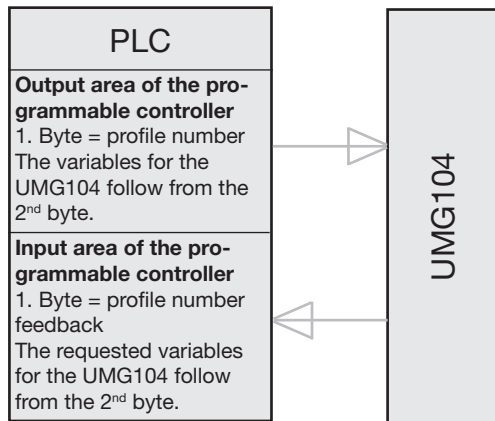 PLC
Output area of the pro-
grammable controller
1. Byte = profile number
The variables for the
UMG104 follow from the
2nd byte.
Input area of the pro-
grammable controller
1. Byte = profile number
feedback
The requested variables
for the UMG104 follow
from the 2nd byte.
UMG104